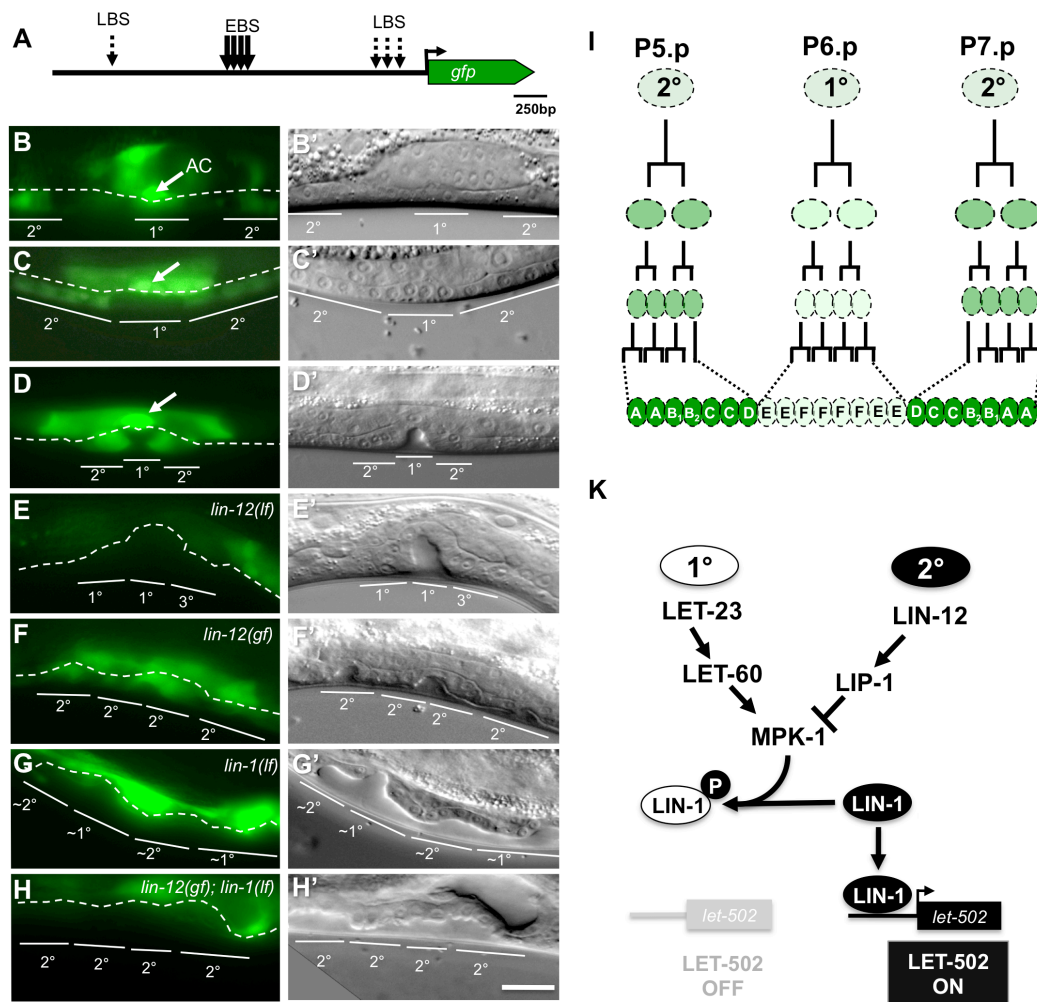 A
LBS
EBS
LBS
gfp
250bp
B
AC
2°
1°
2°
B'
2°
1°
2°
C
2°
1°
2°
C'
2°
1°
2°
D
2°
1°
2°
D'
2°
1°
2°
E
lin-12(lf)
1°
1°
3°
E'
1°
1°
3°
F
lin-12(gf)
2°
2°
2°
2°
F'
2°
2°
2°
2°
G
lin-1(lf)
~2°
~1°
~2°
~1°
G'
~2°
~1°
~2°
~1°
H
lin-12(gf); lin-1(lf)
2°
2°
2°
2°
H'
2°
2°
2°
2°
I
P5.p
P6.p
P7.p
2°
1°
2°
A A B1 B2 C C D E E F F F F E E D C C B2 B1 A A
K
1°
2°
LET-23
LIN-12
LET-60
LIP-1
MPK-1
P
LIN-1
LIN-1
LIN-1
let-502
let-502
LET-502
OFF
LET-502
ON